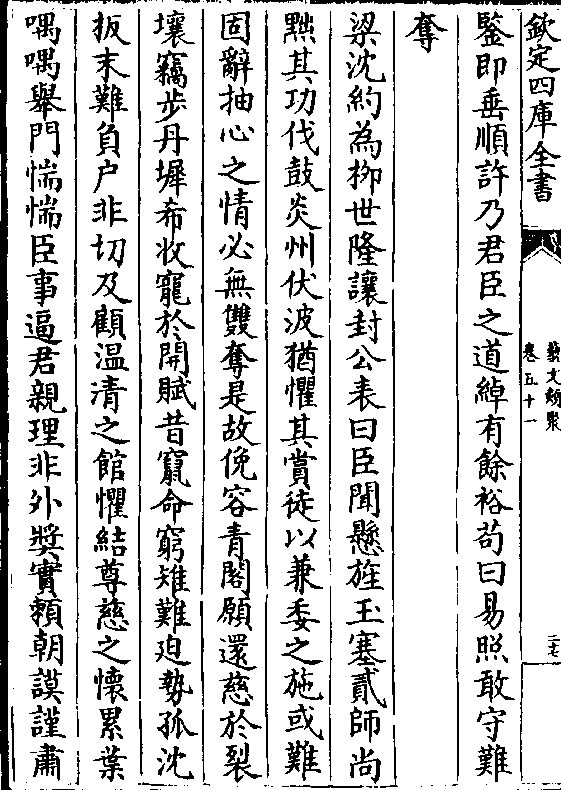 欽定四庫全書
藝文類聚
卷五十一
二七
鑒即垂順許乃君臣之道綽有餘裕茍曰易照敢守難
奪
梁沈約為柳世隆讓封公表曰臣聞懸旌玉塞貳師尚
黜其功伐鼓炎州伏波猶懼其賞徒以兼委之施或難
固辭抽心之情必無雙奪是故俛容青閣願還慈於裂
壤竊步丹墀希收寵於開賦昔竄命窮雉難迫勢孤沈
扳末難負户非切及顧温清之館懼結尊慈之懷累葉
喁喁舉門惴惴臣事逼君親理非外奬實頼朝謨謹肅